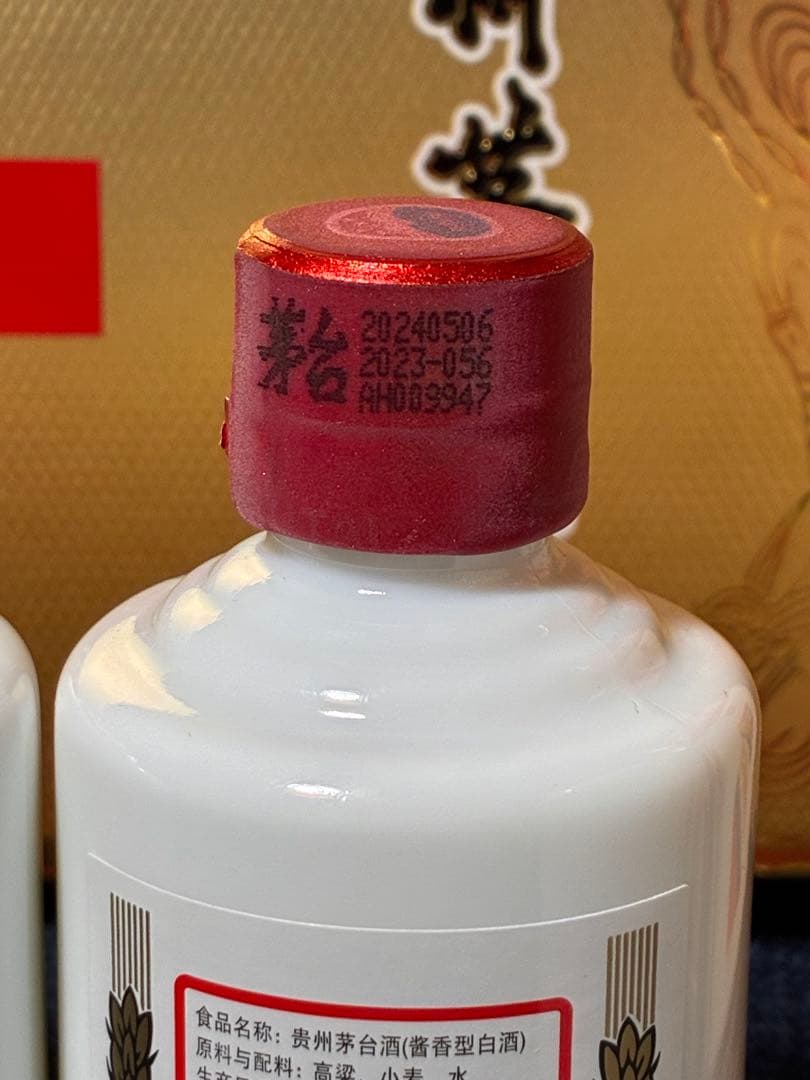 茅台
20240506
2023-056
AH009947
食品名称：贵州茅台酒(酱香型白酒)
原料与配料：高粱、小麦、水